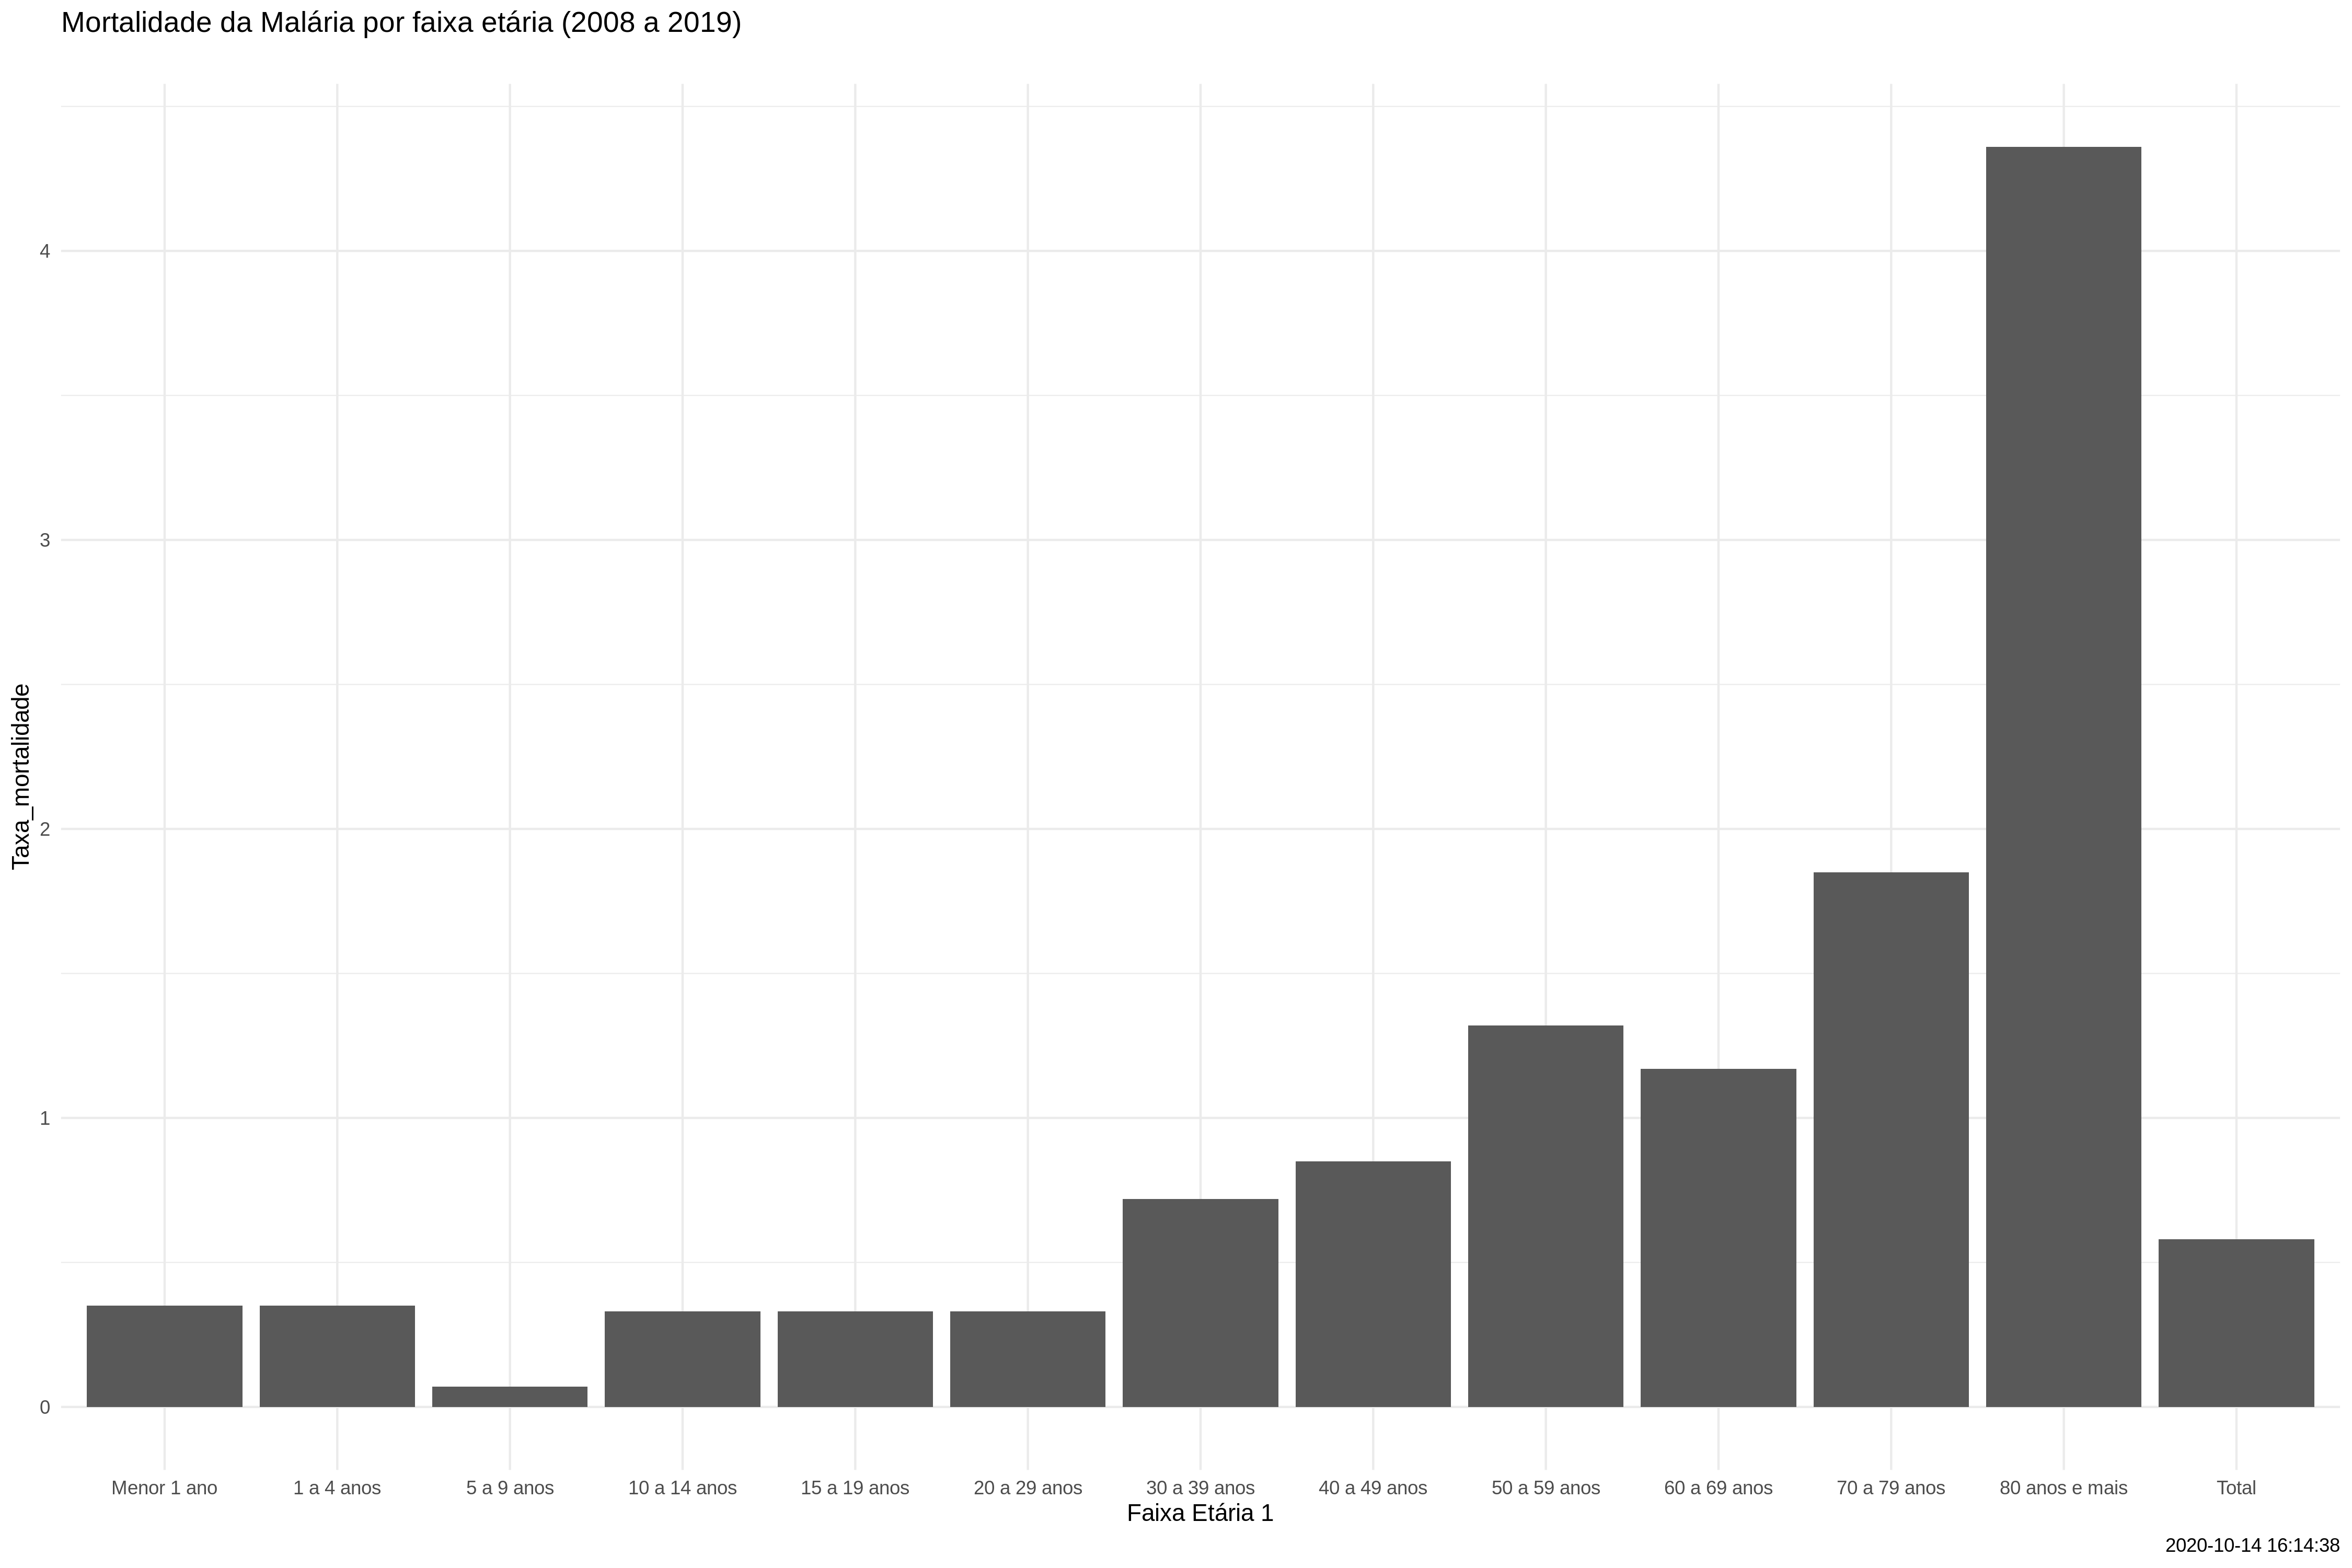 Mortalidade da Malária por faixa etária (2008 a 2019)
Taxa_mortalidade
4
3
2
1
0
Menor 1 ano
1 a 4 anos
5 a 9 anos
10 a 14 anos
15 a 19 anos
20 a 29 anos
30 a 39 anos
40 a 49 anos
50 a 59 anos
60 a 69 anos
70 a 79 anos
80 anos e mais
Total
Faixa Etária 1
2020-10-14 16:14:38